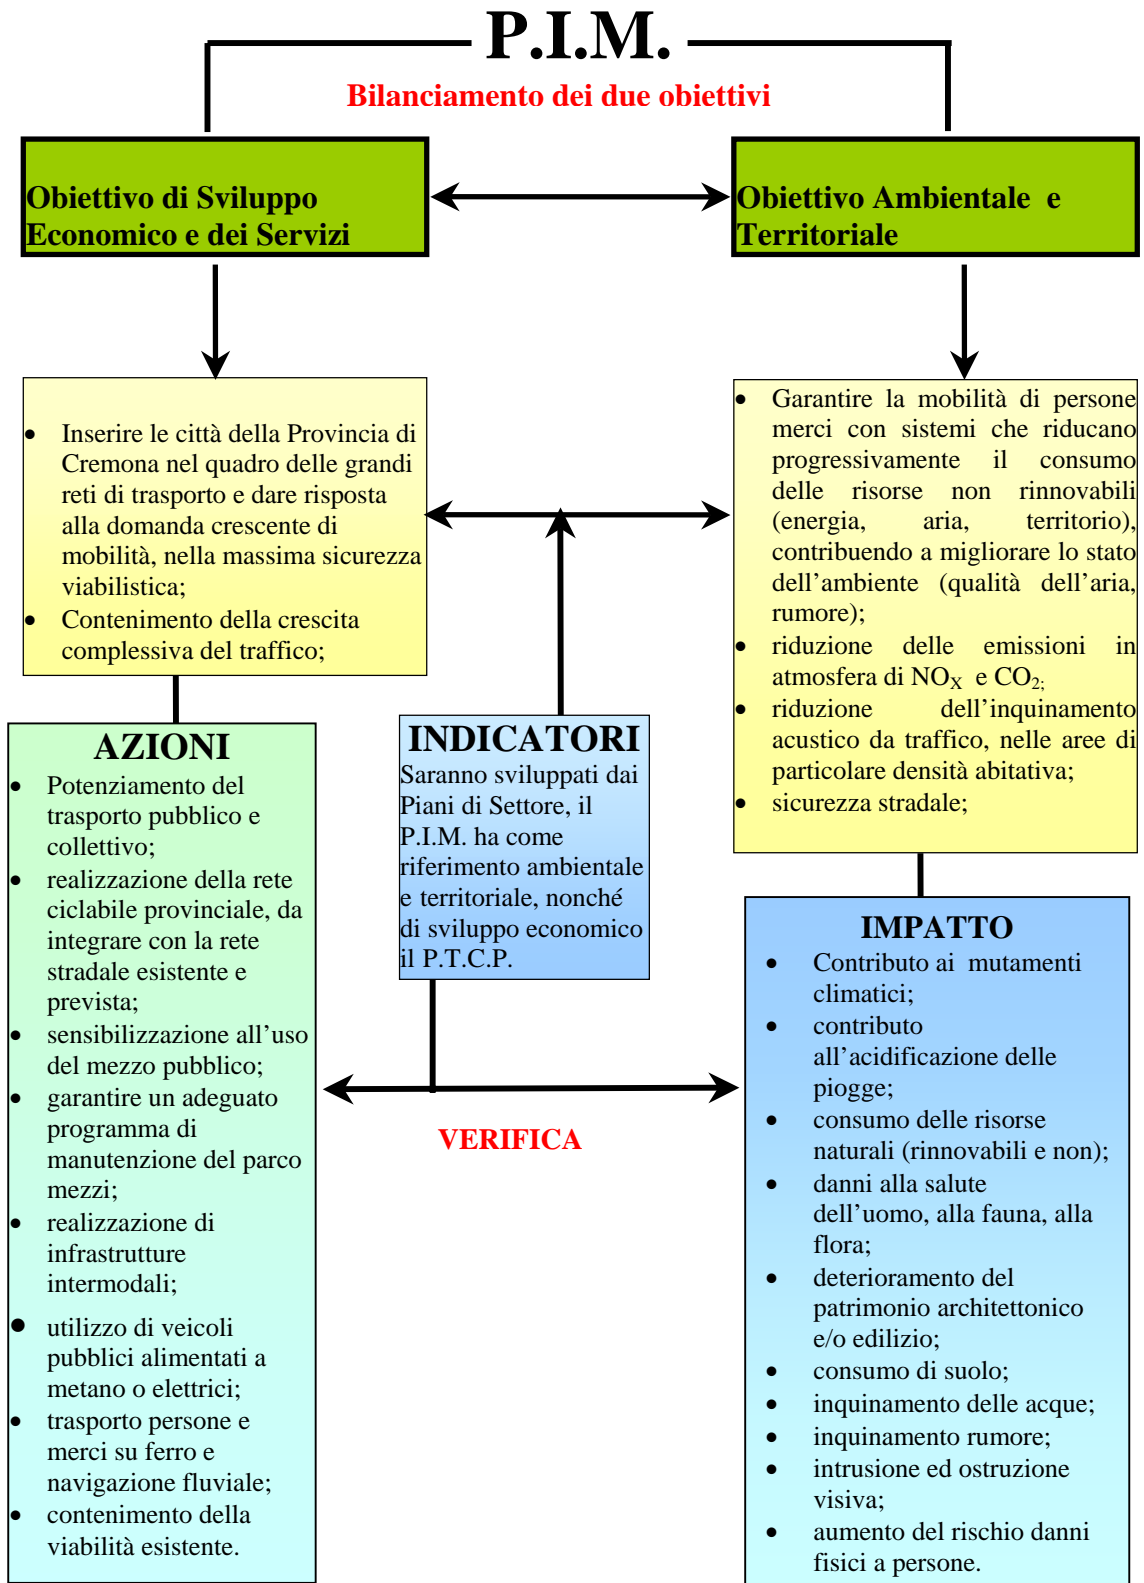 P.I.M.
Bilanciamento dei due obiettivi
Obiettivo di Sviluppo
Economico e dei Servizi
Obiettivo Ambientale e
Territoriale
• Inserire le città della Provincia di
Cremona nel quadro delle grandi
reti di trasporto e dare risposta
alla domanda crescente di
mobilità, nella massima sicurezza
viabilistica;
• Contenimento della crescita
complessiva del traffico;
• Garantire la mobilità di persone
merci con sistemi che riducano
progressivamente il consumo
delle risorse non rinnovabili
(energia, aria, territorio),
contribuendo a migliorare lo stato
dell’ambiente (qualità dell’aria,
rumore);
• riduzione delle emissioni in
atmosfera di NOX e CO2;
• riduzione dell’inquinamento
acustico da traffico, nelle aree di
particolare densità abitativa;
• sicurezza stradale;
AZIONI
• Potenziamento del
trasporto pubblico e
collettivo;
• realizzazione della rete
ciclabile provinciale, da
integrare con la rete
stradale esistente e
prevista;
• sensibilizzazione all’uso
del mezzo pubblico;
• garantire un adeguato
programma di
manutenzione del parco
mezzi;
• realizzazione di
infrastrutture
intermodali;
• utilizzo di veicoli
pubblici alimentati a
metano o elettrici;
• trasporto persone e
merci su ferro e
navigazione fluviale;
• contenimento della
viabilità esistente.
INDICATORI
Saranno sviluppati dai
Piani di Settore, il
P.I.M. ha come
riferimento ambientale
e territoriale, nonché
di sviluppo economico
il P.T.C.P.
VERIFICA
IMPATTO
• Contributo ai mutamenti
climatici;
• contributo
all’acidificazione delle
piogge;
• consumo delle risorse
naturali (rinnovabili e non);
• danni alla salute
dell’uomo, alla fauna, alla
flora;
• deterioramento del
patrimonio architettonico
e/o edilizio;
• consumo di suolo;
• inquinamento delle acque;
• inquinamento rumore;
• intrusione ed ostruzione
visiva;
• aumento del rischio danni
fisici a persone.